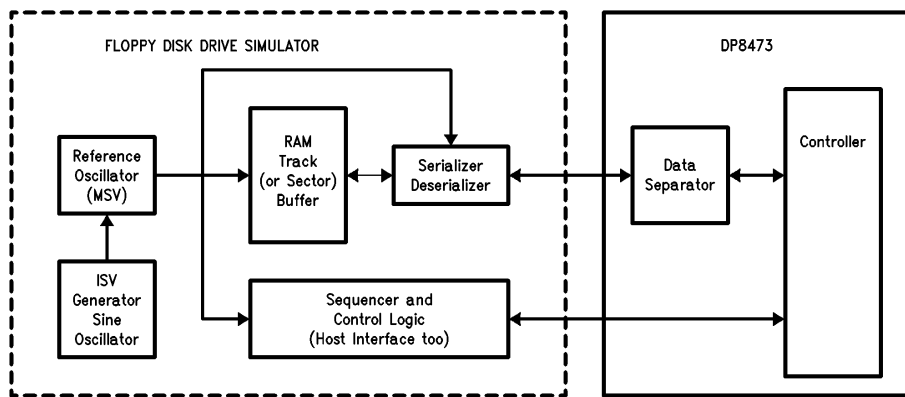 FLOPPY DISK DRIVE SIMULATOR
DP8473
Reference
Oscillator
(MSV)
RAM
Track
(or Sector)
Buffer
Serializer
Deserializer
Data
Separator
Controller
ISV
Generator
Sine
Oscillator
Sequencer and
Control Logic
(Host Interface too)